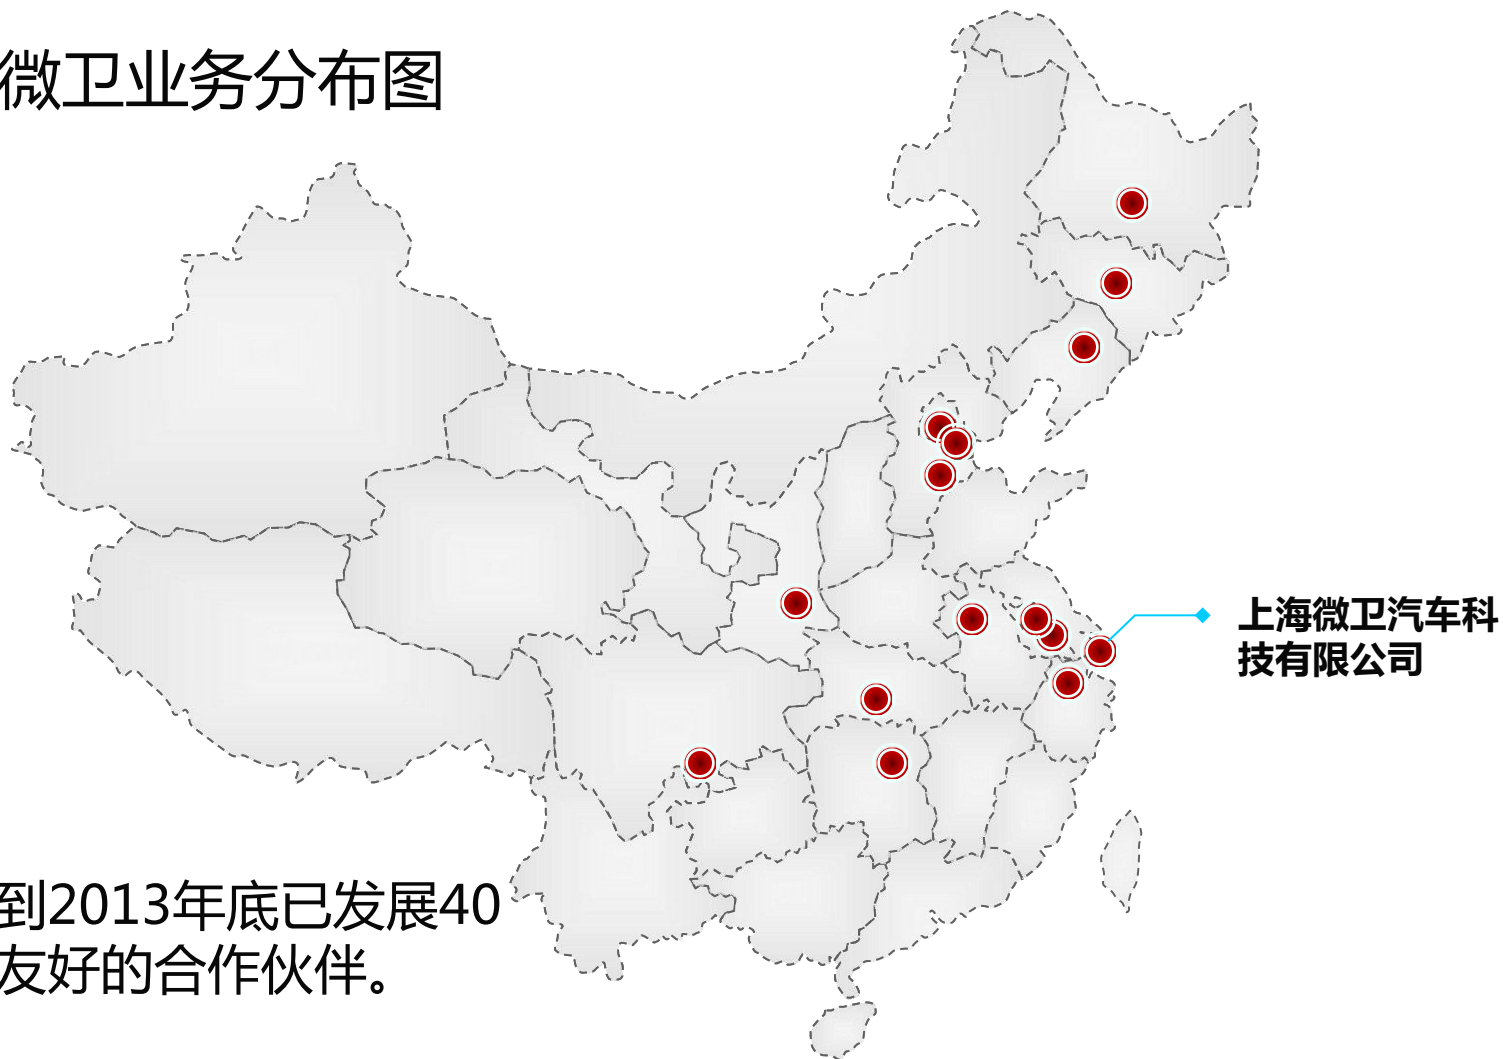 微卫业务分布图
上海微卫汽车科
技有限公司
到2013年底已发展40
友好的合作伙伴。